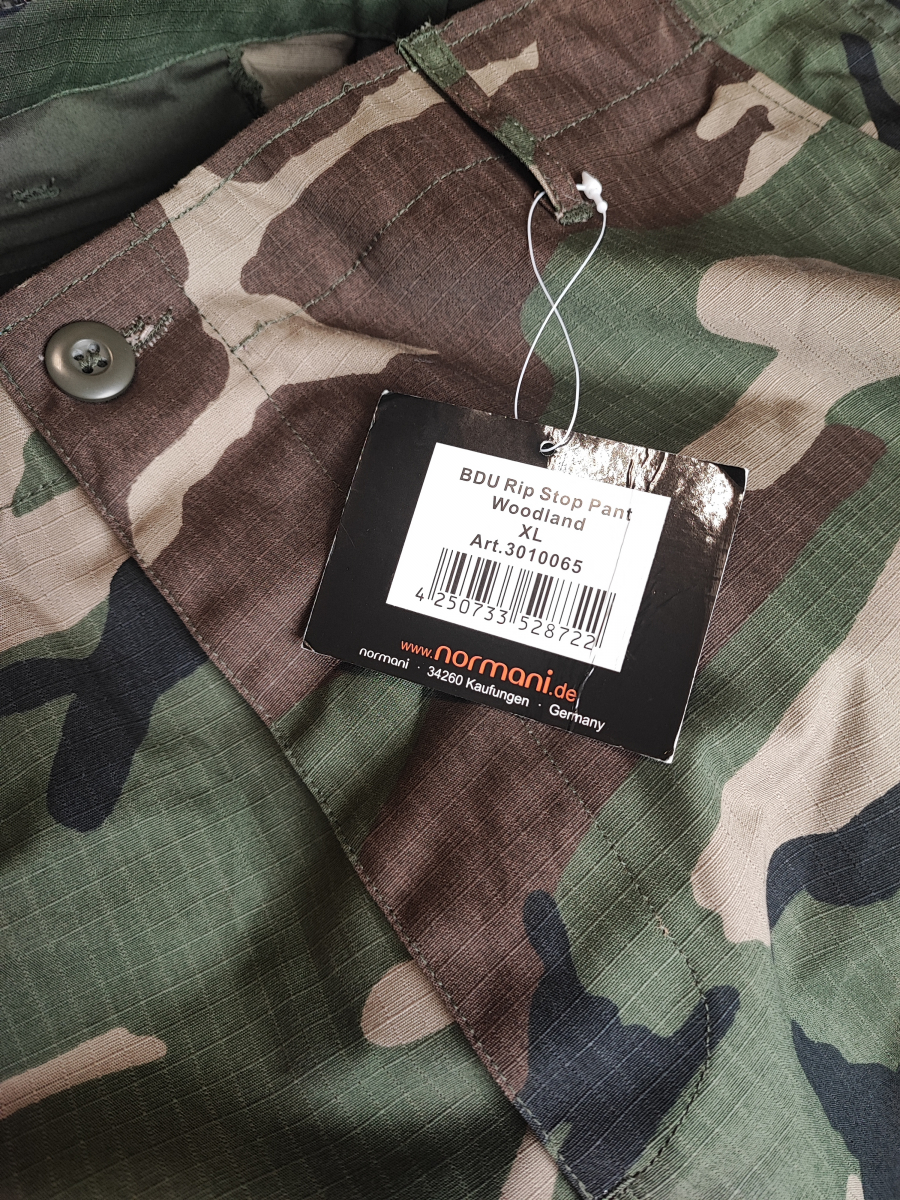 BDU Rip Stop Pant
Woodland
XL
Art.3010065
4 250733 528722
www.normani.de
normani · 34260 Kaufungen · Germany